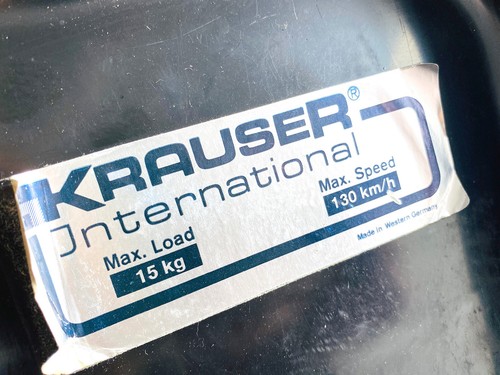 KRAUSER®
International
Max. Load
15 kg
Max. Speed
130 km/h
Made in Western Germany